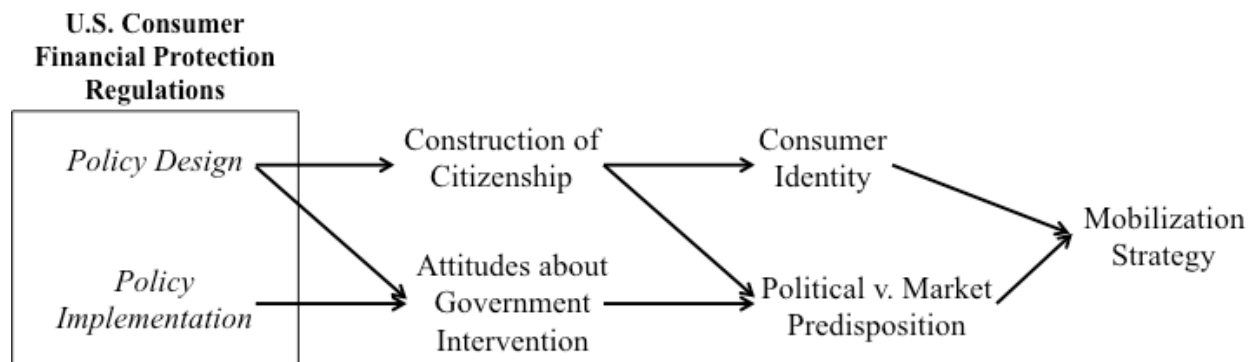 U.S. Consumer
Financial Protection
Regulations
Policy Design
Construction of
Citizenship
Consumer
Identity
Mobilization
Strategy
Policy
Implementation
Attitudes about
Government
Intervention
Political v. Market
Predisposition